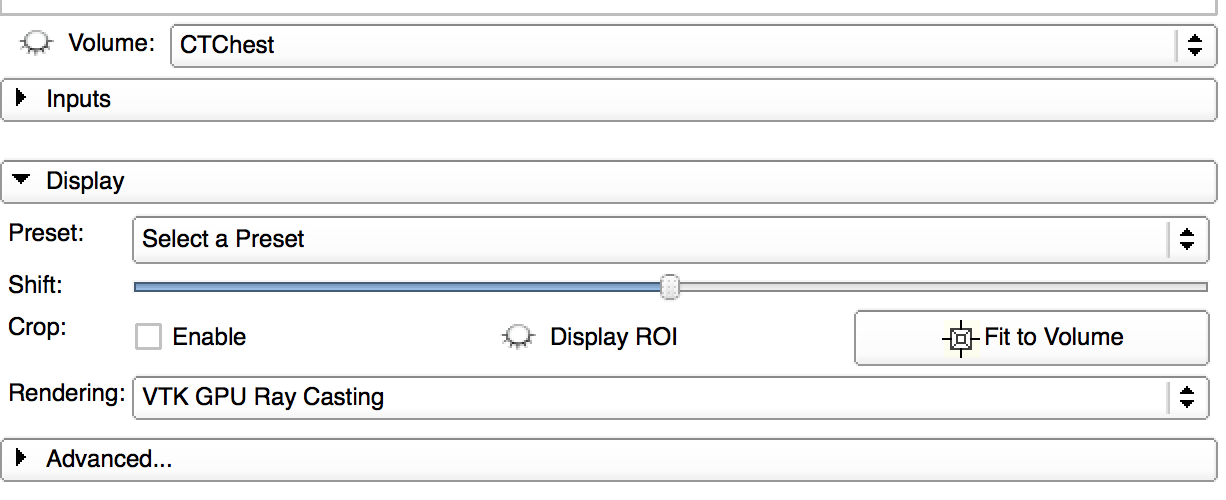 Volume: CTChest
Inputs
Display
Preset: Select a Preset
Shift:
Crop: Enable Display ROI Fit to Volume
Rendering: VTK GPU Ray Casting
Advanced...